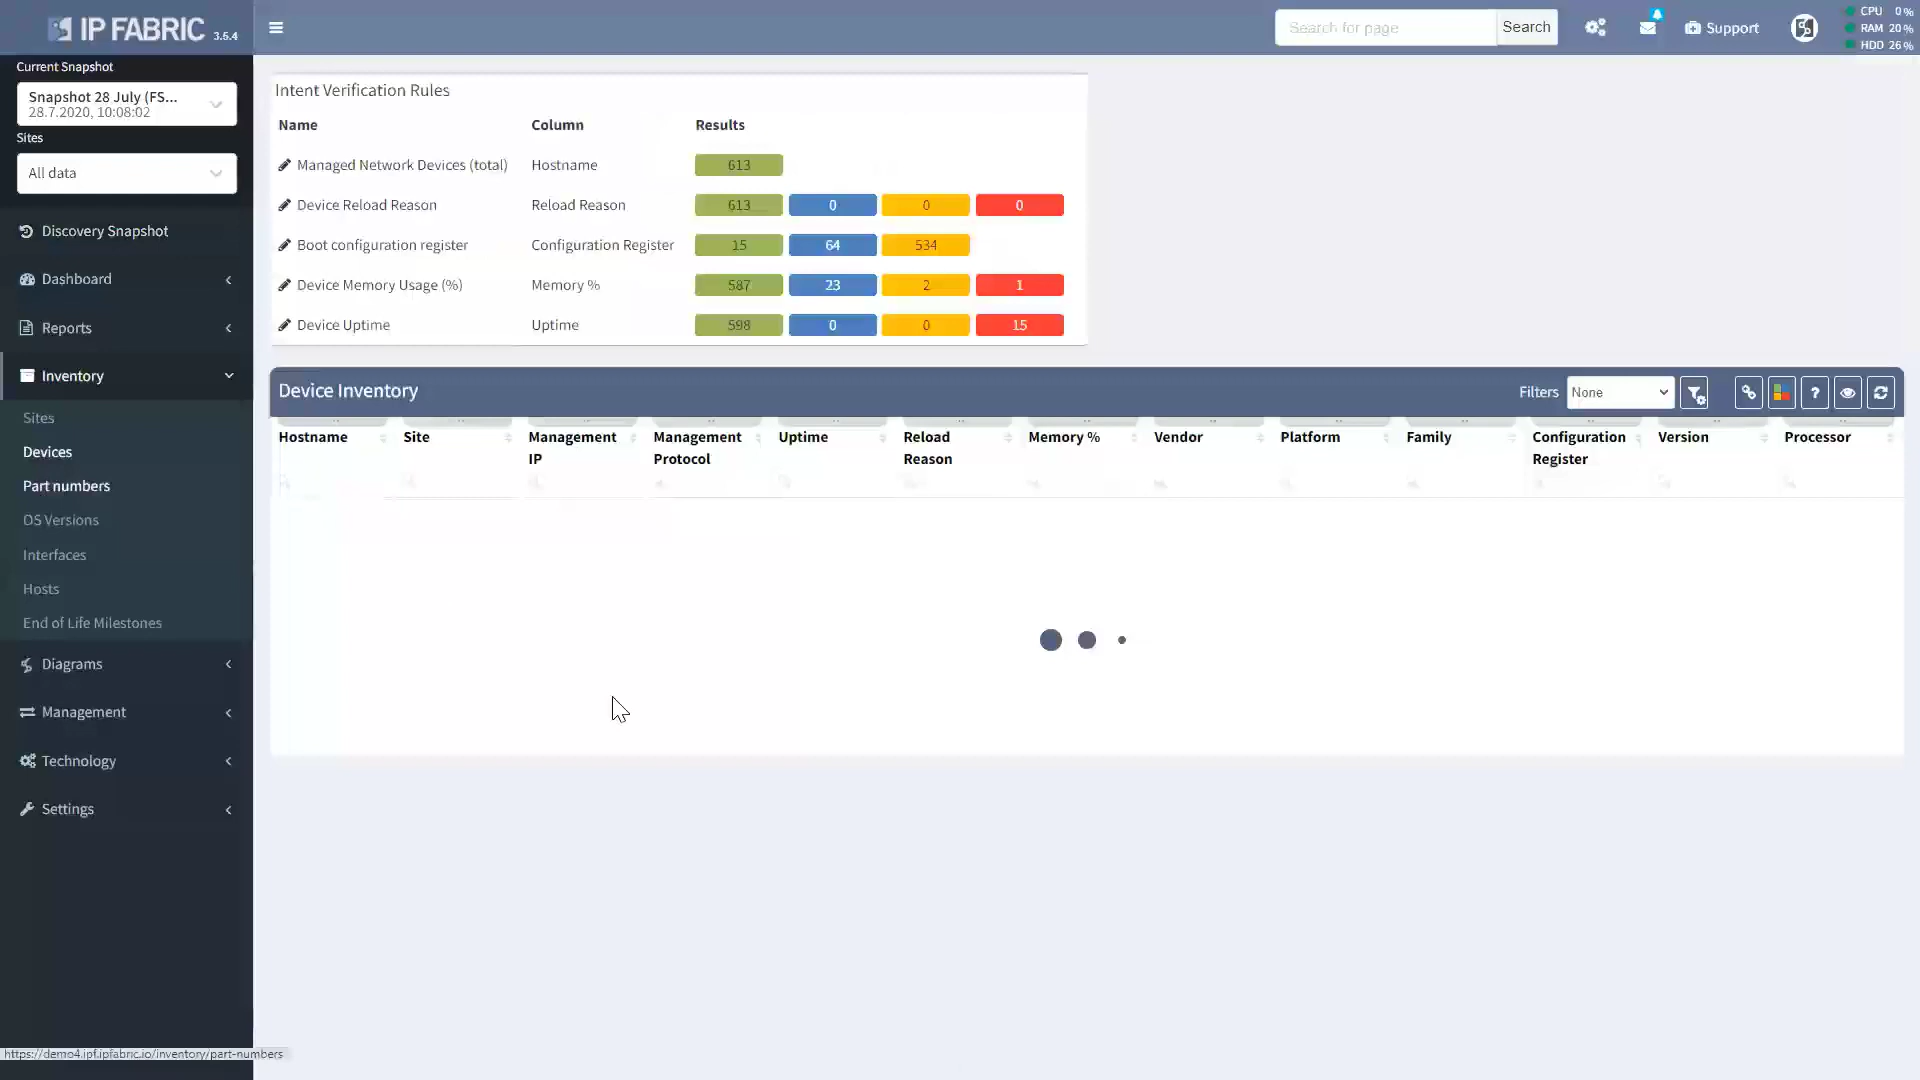 IP FABRIC 3.5.4
Search for page
Search
Support
CPU 0 %
RAM 20 %
HDD 26 %
Current Snapshot
Snapshot 28 July (FS...
28.7.2020, 10:08:02
Sites
All data
Discovery Snapshot
Dashboard
Reports
Inventory
Sites
Devices
Part numbers
OS Versions
Interfaces
Hosts
End of Life Milestones
Diagrams
Management
Technology
Settings
Intent Verification Rules
Name Column Results
Managed Network Devices (total) Hostname 613
Device Reload Reason Reload Reason 613 0 0 0
Boot configuration register Configuration Register 15 64 534
Device Memory Usage (%) Memory % 587 23 2 1
Device Uptime Uptime 598 0 0 15
Device Inventory
Filters None
?
Hostname Site Management Management Uptime Reload Memory % Vendor Platform Family Configuration Version Processor
IP Protocol Reason Register
https://demo4.ipf.ipfabric.io/inventory/part-numbers